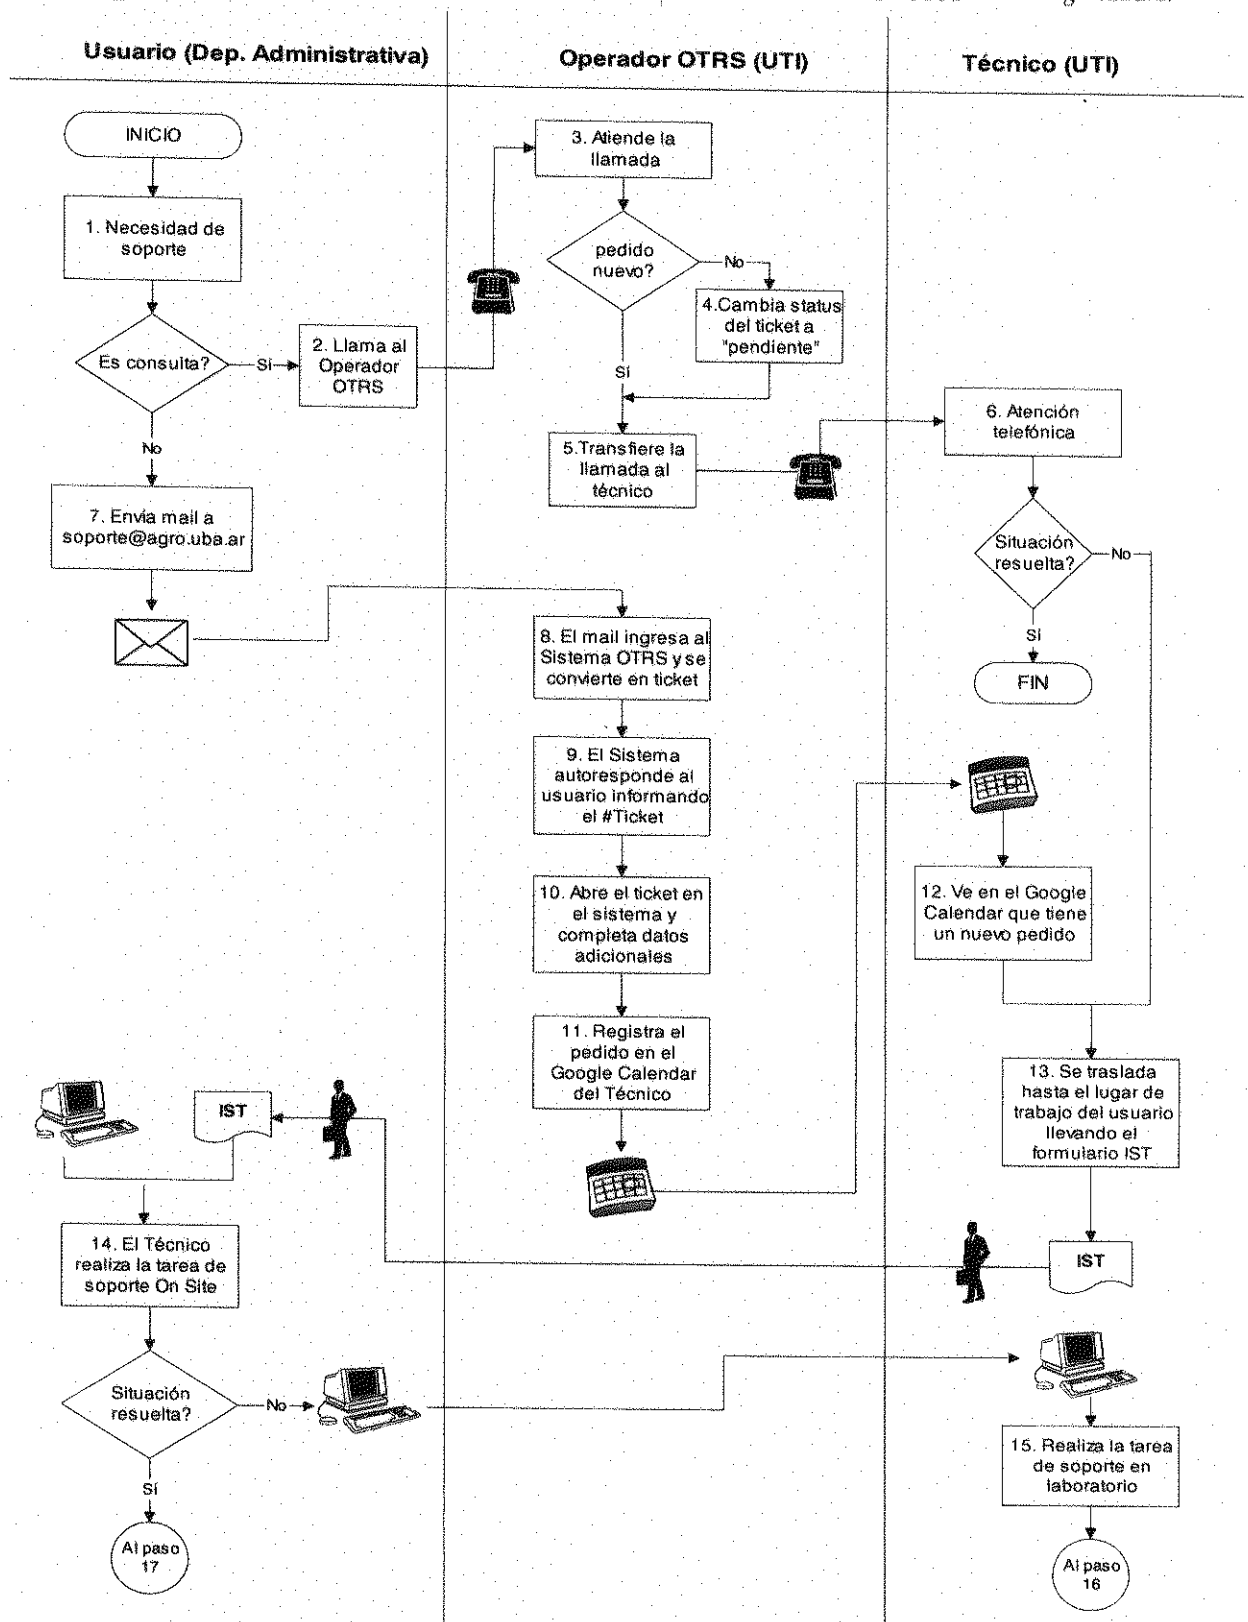 Usuario (Dep. Administrativa)
Operador OTRS (UTI)
Técnico (UTI)
INICIO
1. Necesidad de
soporte
Es consulta?
Sí
2. Llama al
Operador
OTRS
No
7. Envia mail a
soporte@agro.uba.ar
3. Atiende la
llamada
pedido
nuevo?
No
4.Cambia status
del ticket a
"pendiente"
Sí
5.Transfiere la
llamada al
técnico
6. Atención
telefónica
Situación
resuelta?
No
Sí
FIN
8. El mail ingresa al
Sistema OTRS y se
convierte en ticket
9. El Sistema
autoresponde al
usuario informando
el #Ticket
10. Abre el ticket en
el sistema y
completa datos
adicionales
11. Registra el
pedido en el
Google Calendar
del Técnico
12. Ve en el Google
Calendar que tiene
un nuevo pedido
13. Se traslada
hasta el lugar de
trabajo del usuario
llevando el
formulario IST
IST
IST
14. El Técnico
realiza la tarea de
soporte On Site
Situación
resuelta?
No
Sí
Al paso
17
15. Realiza la tarea
de soporte en
laboratorio
Al paso
16